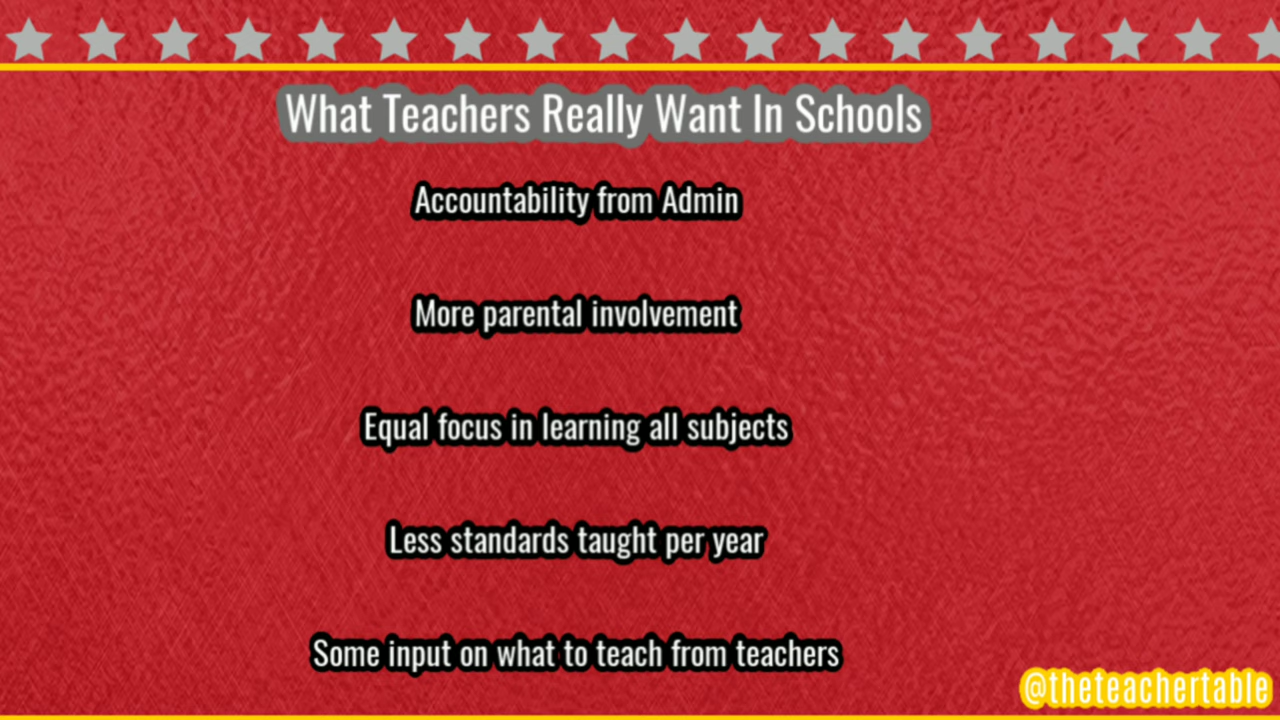 What Teachers Really Want In Schools
Accountability from Admin
More parental involvement
Equal focus in learning all subjects
Less standards taught per year
Some input on what to teach from teachers
@theteachertable